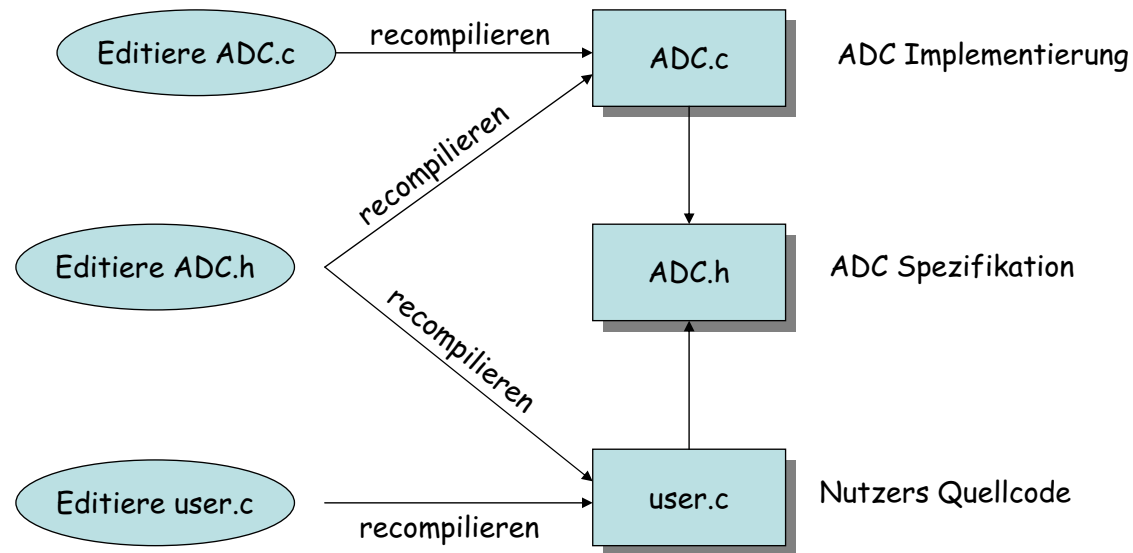 Editiere ADC.c
recompilieren
ADC.c
ADC Implementierung
recompilieren
Editiere ADC.h
ADC.h
ADC Spezifikation
recompilieren
Editiere user.c
recompilieren
user.c
Nutzers Quellcode